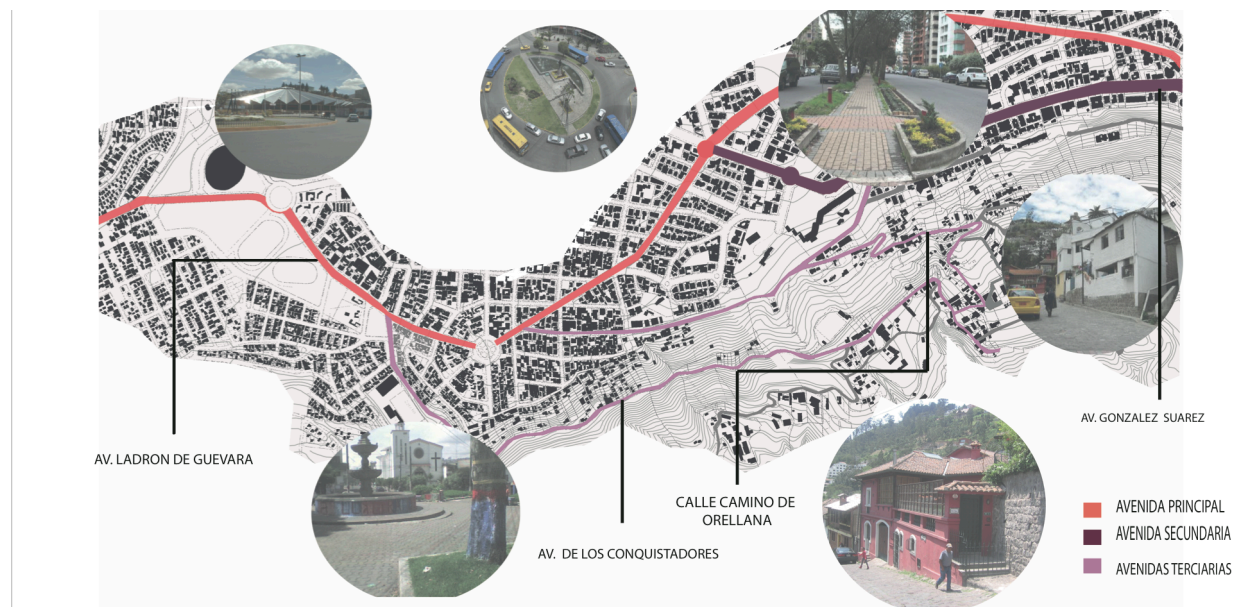 AV. GONZALEZ SUAREZ
AV. LADRON DE GUEVARA
CALLE CAMINO DE
ORELLANA
AV. DE LOS CONQUISTADORES
AVENIDA PRINCIPAL
AVENIDA SECUNDARIA
AVENIDAS TERCIARIAS